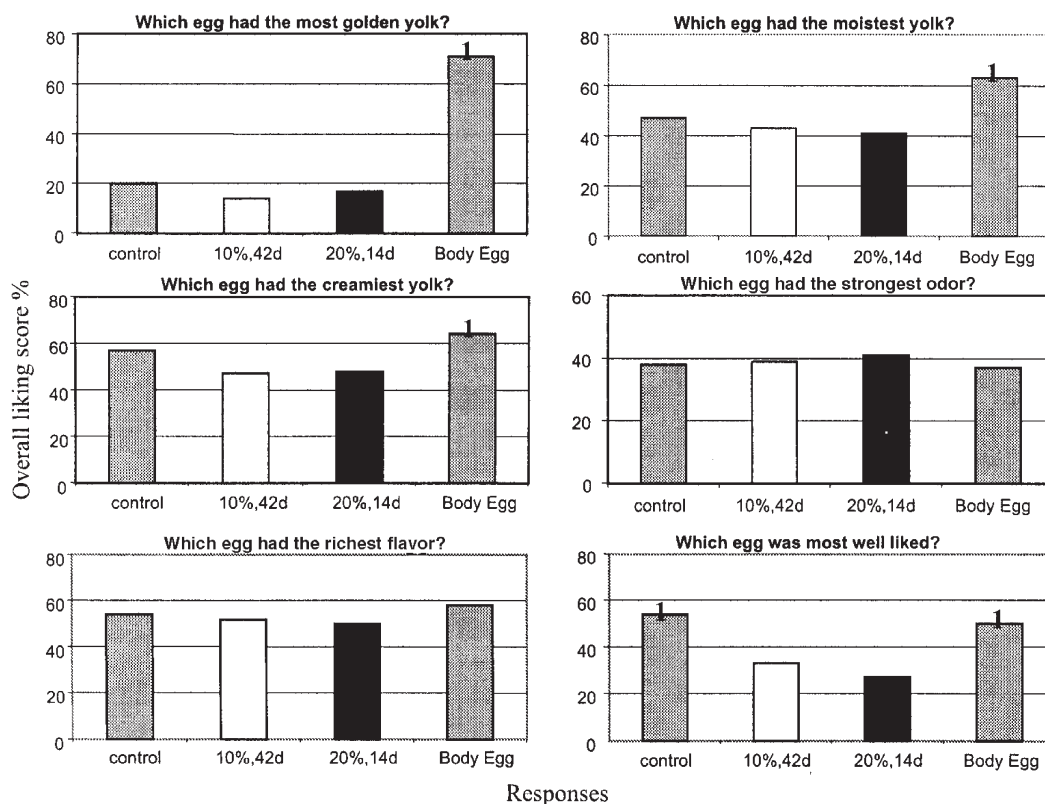 Which egg had the most golden yolk?
80
60
40
20
0
1
control 10%,42d 20%,14d Body Egg
Which egg had the moistest yolk?
80
60
40
20
0
1
control 10%,42d 20%,14d Body Egg
Overall liking score %
Which egg had the creamiest yolk?
80
60
40
20
0
1
control 10%,42d 20%,14d Body Egg
Which egg had the strongest odor?
60
40
20
0
control 10%,42d 20%,14d Body Egg
Which egg had the richest flavor?
80
60
40
20
0
control 10%,42d 20%,14d Body Egg
Which egg was most well liked?
80
60
40
20
0
1
1
control 10%,42d 20%,14d Body Egg
Responses